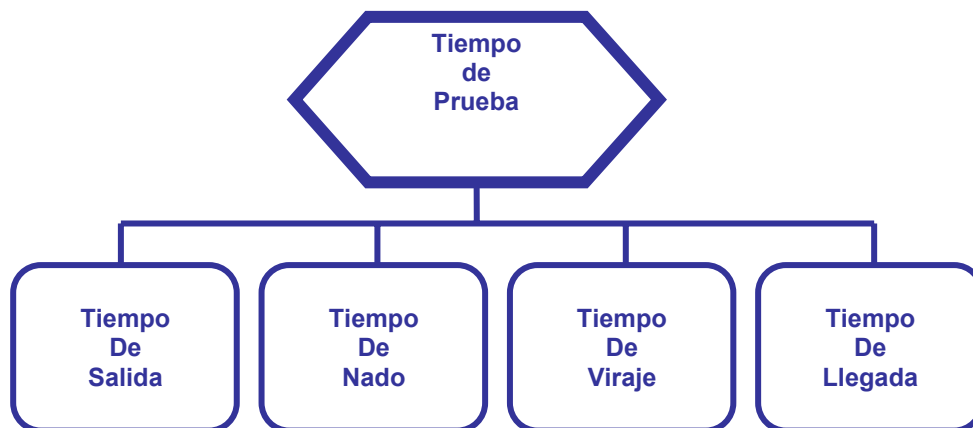 Tiempo
de
Prueba
Tiempo
De
Salida
Tiempo
De
Nado
Tiempo
De
Viraje
Tiempo
De
Llegada